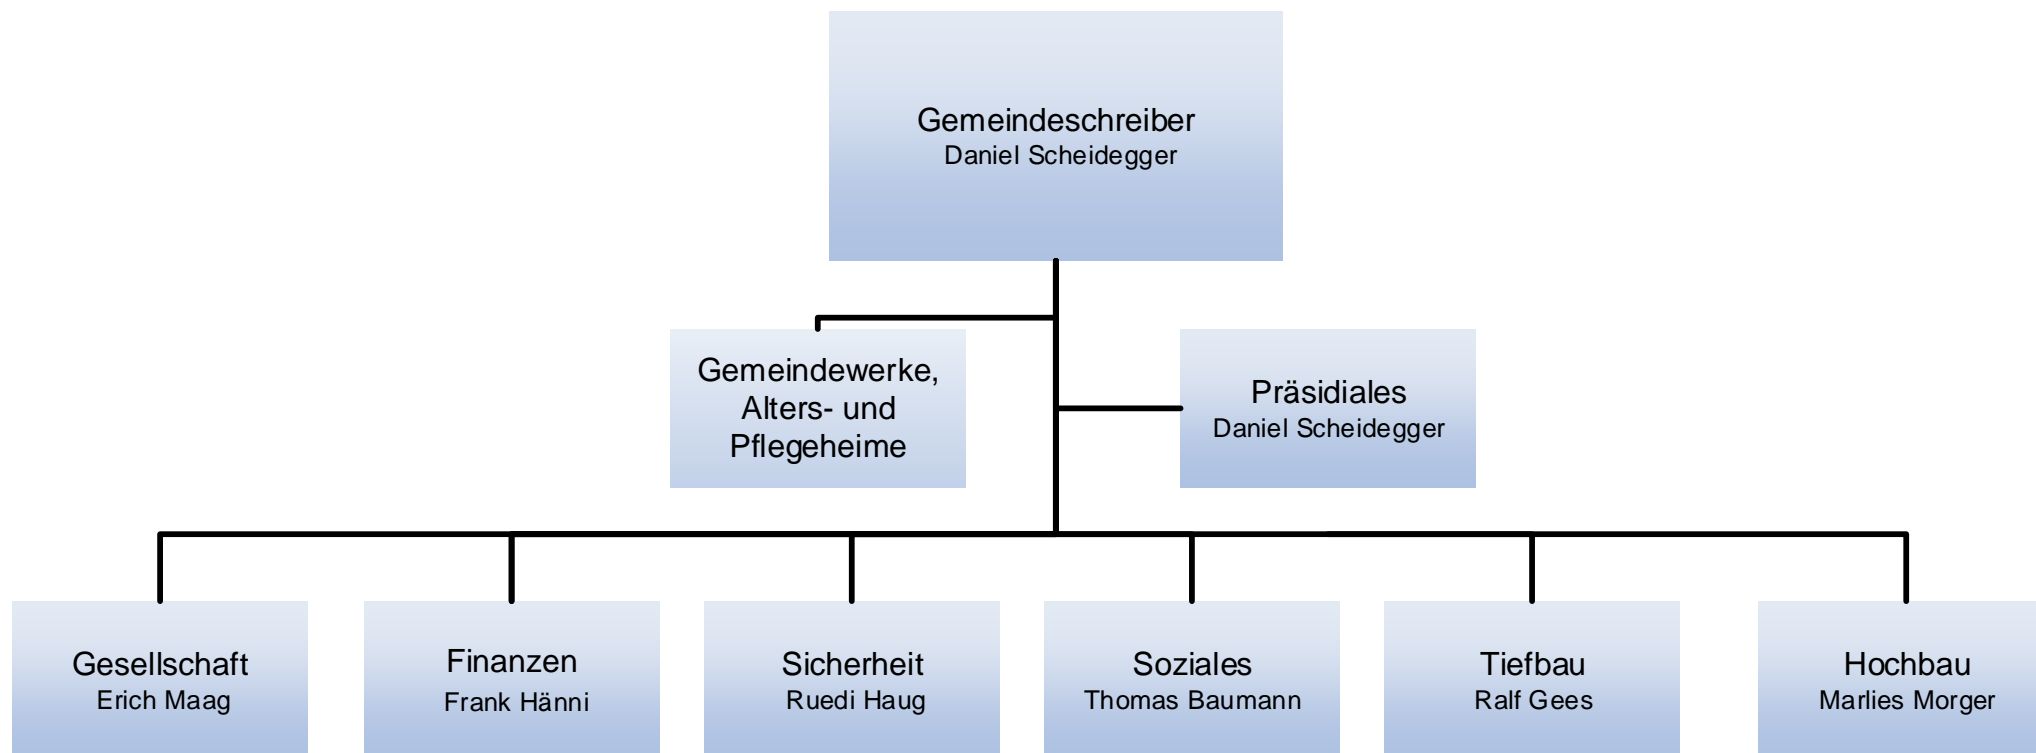 Gemeindeschreiber
Daniel Scheidegger
Gemeindewerke,
Alters- und
Pflegeheime
Präsidiales
Daniel Scheidegger
Gesellschaft
Erich Maag
Finanzen
Frank Hänni
Sicherheit
Ruedi Haug
Soziales
Thomas Baumann
Tiefbau
Ralf Gees
Hochbau
Marlies Morger